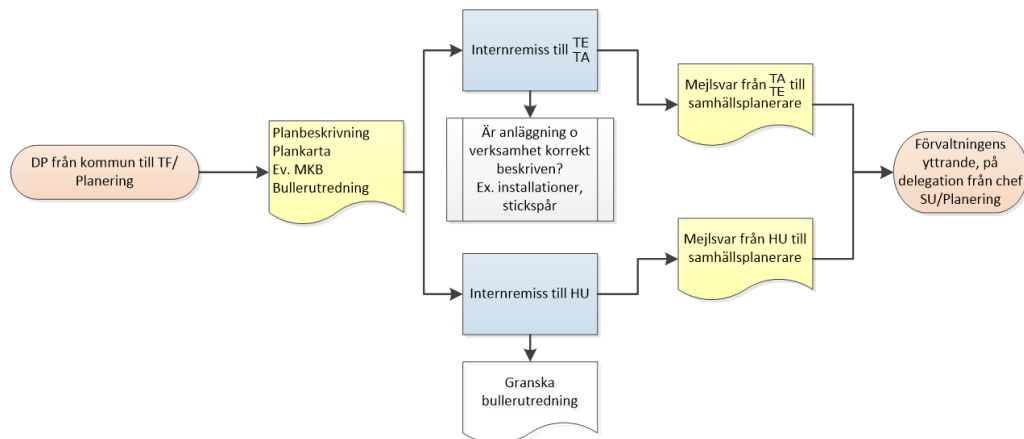 DP från kommun till TF/
Planering
Planbeskrivning
Plankarta
Ev. MKB
Bullerutredning
Internremiss till TE
TA
Är anläggning o
verksamhet korrekt
beskriven?
Ex. installationer,
stickspår
Internremiss till HU
Granska
bullerutredning
Mejlsvar från TA till
TE
samhällsplanerare
Mejlsvar från HU till
samhällsplanerare
Förvaltningens
yttrande, på
delegation från chef
SU/Planering